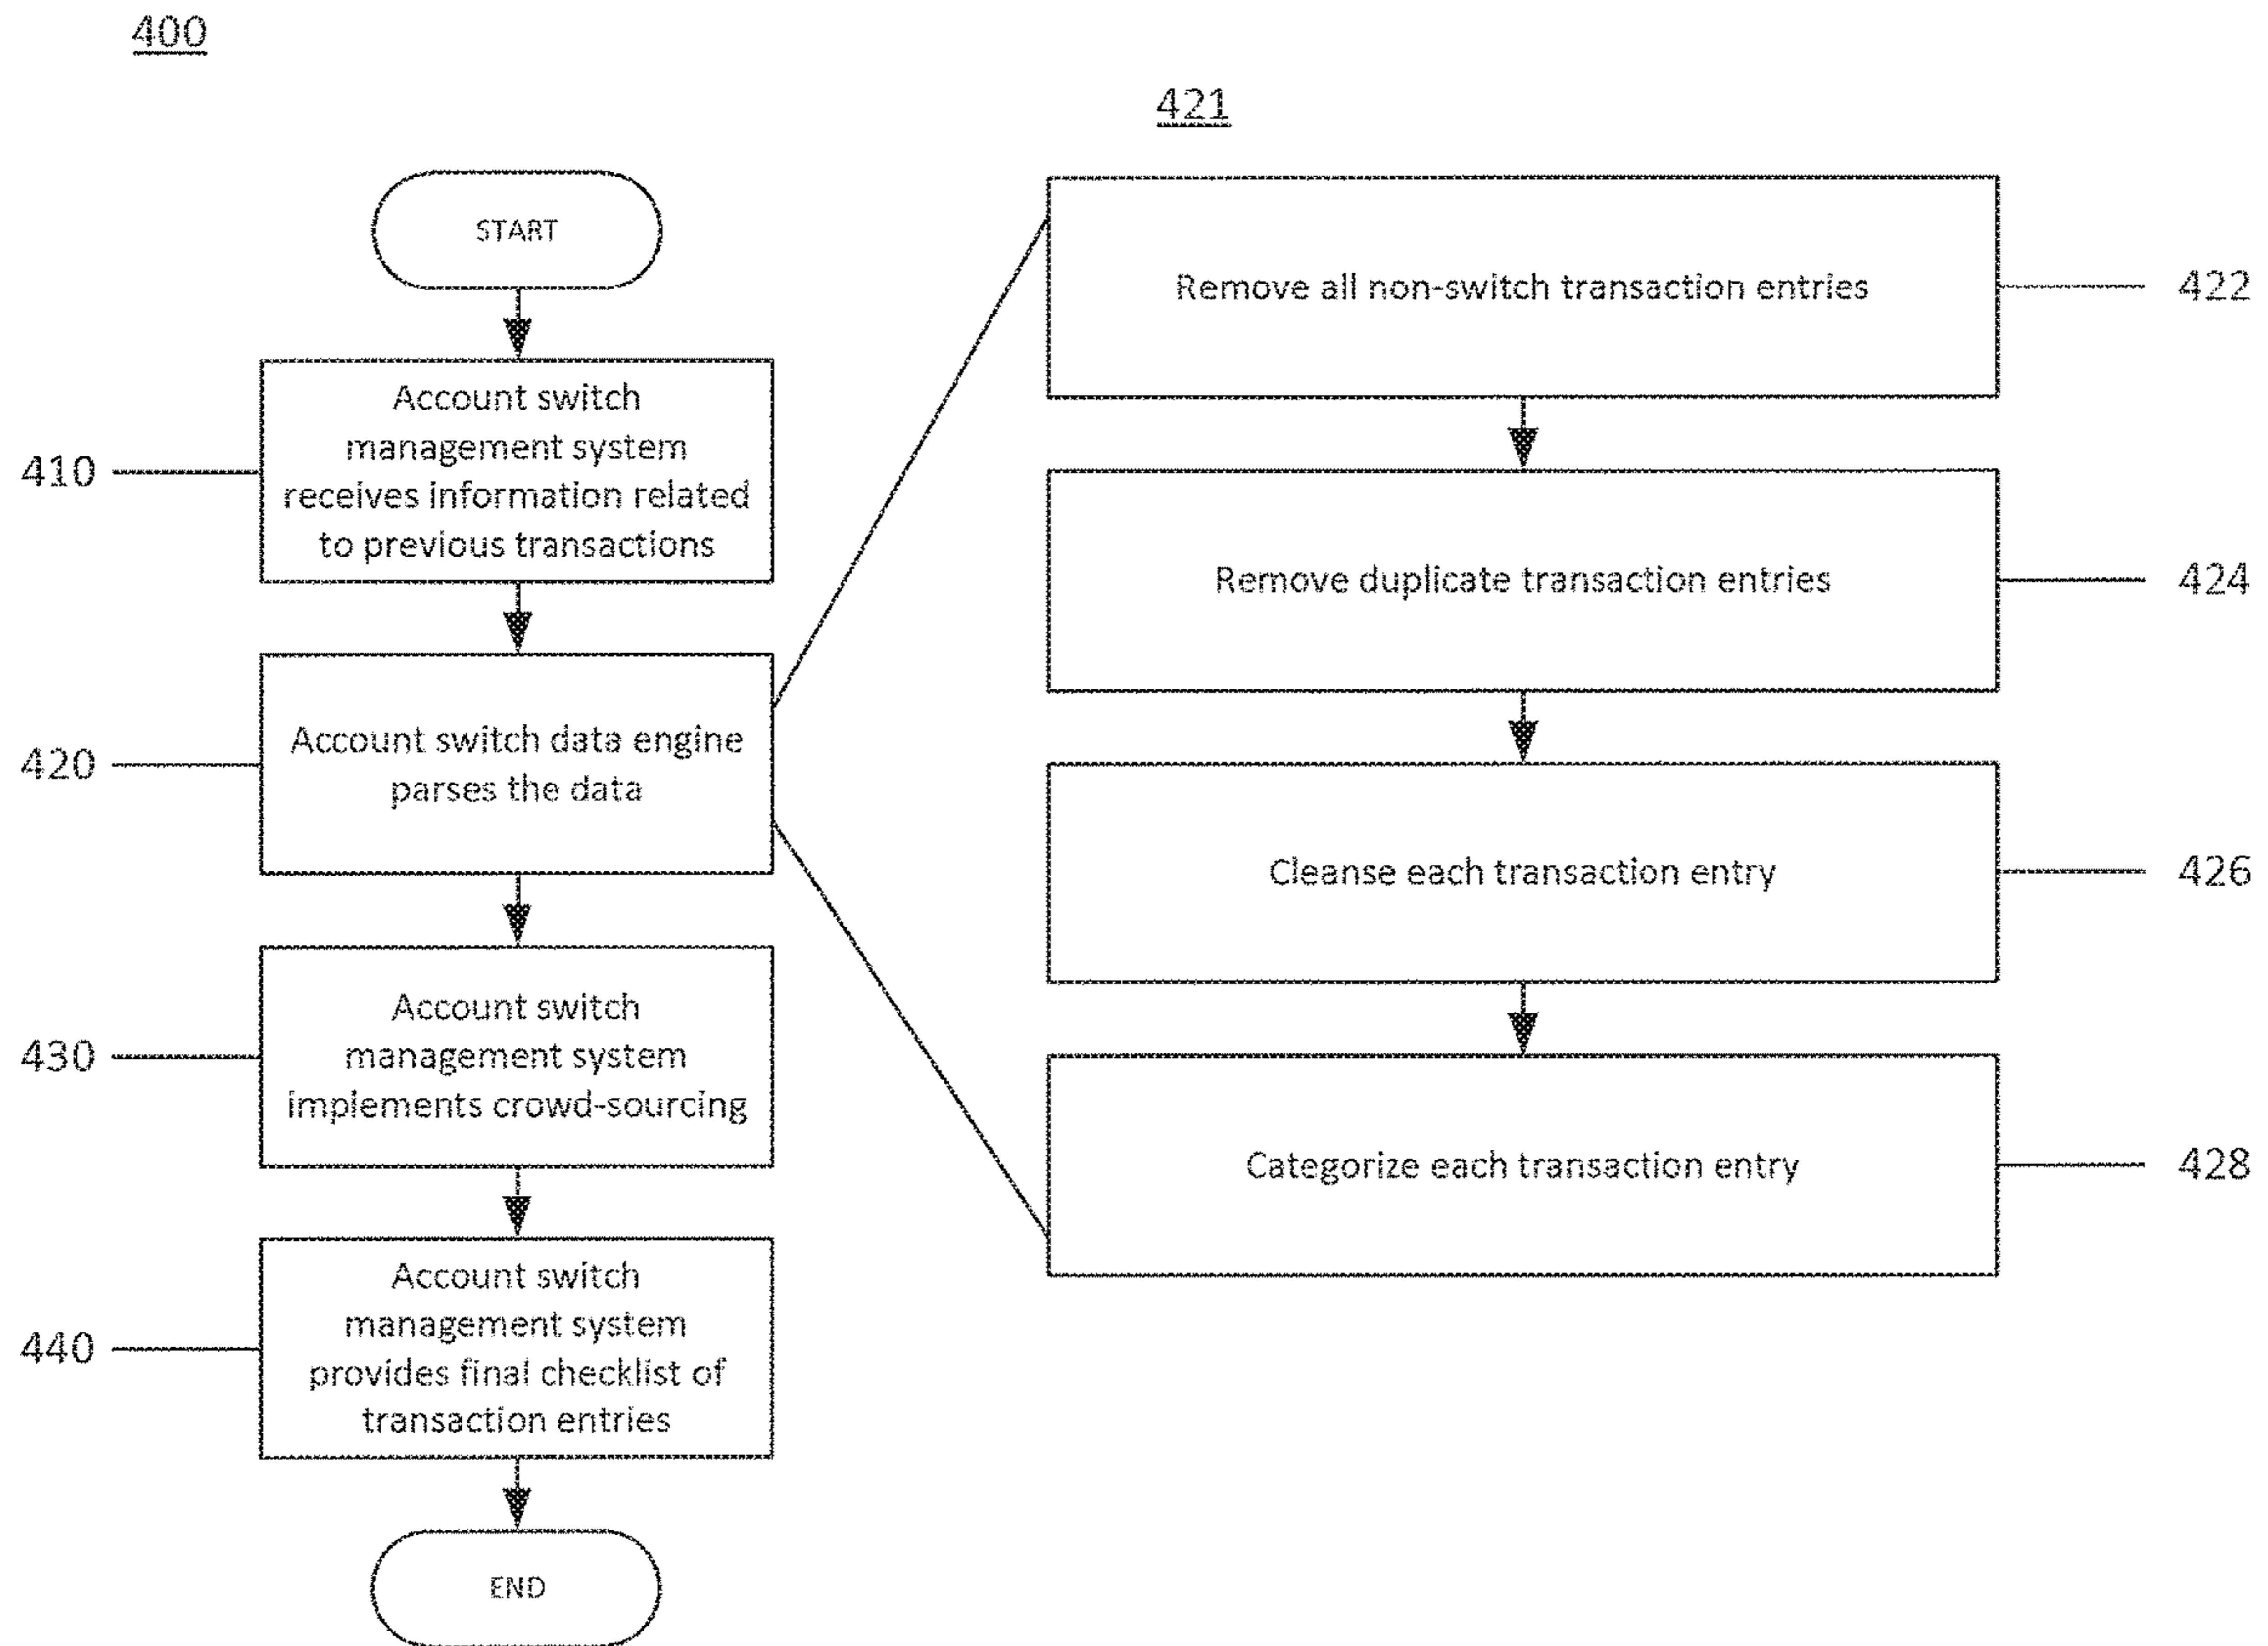 400
START
410
Account switch
management system
receives information related
to previous transactions
420
Account switch data engine
parses the data
430
Account switch
management system
implements crowd-sourcing
440
Account switch
management system
provides final checklist of
transaction entries
END
421
Remove all non-switch transaction entries
422
Remove duplicate transaction entries
424
Cleanse each transaction entry
426
Categorize each transaction entry
428